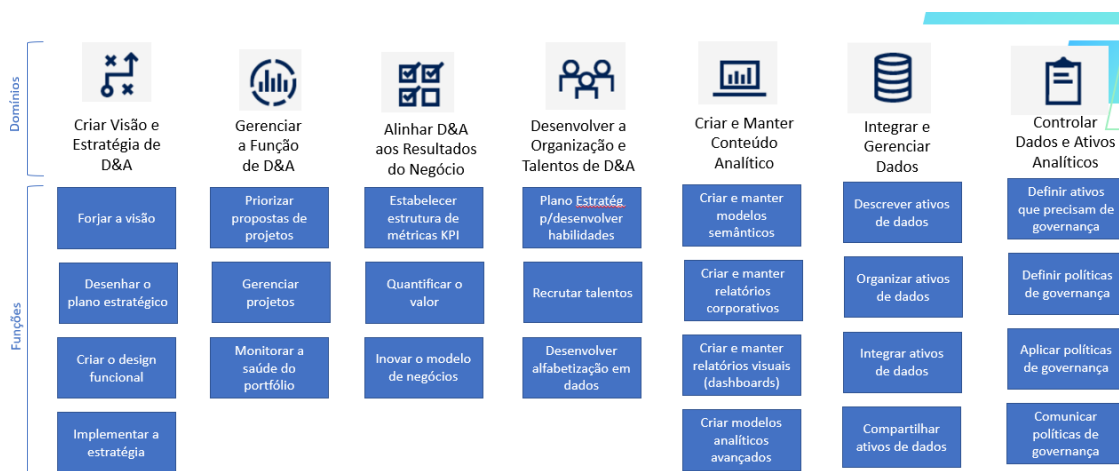 Domínios
Criar Visão e
Estratégia de
D&A
Gerenciar
a Função
de D&A
Alinhar D&A
aos Resultados
do Negócio
Desenvolver a
Organização e
Talentos de D&A
Criar e Manter
Conteúdo
Analítico
Integrar e
Gerenciar
Dados
Controlar
Dados e Ativos
Analíticos
Funções
Forjar a visão
Priorizar
propostas de
projetos
Estabelecer
estrutura de
métricas KPI
Plano Estratég
p/desenvolver
habilidades
Criar e manter
modelos
semânticos
Descrever ativos
de dados
Definir ativos
que precisam de
governança
Desenhar o
plano estratégico
Gerenciar
projetos
Quantificar o
valor
Recrutar talentos
Criar e manter
relatórios
corporativos
Organizar ativos
de dados
Definir políticas
de governança
Criar o design
funcional
Monitorar a
saúde do
portfólio
Inovar o modelo
de negócios
Desenvolver
alfabetização em
dados
Criar e manter
relatórios visuais
(dashboards)
Integrar ativos
de dados
Aplicar políticas
de governança
Implementar a
estratégia
Criar modelos
analíticos
avançados
Compartilhar
ativos de dados
Comunicar
políticas de
governança